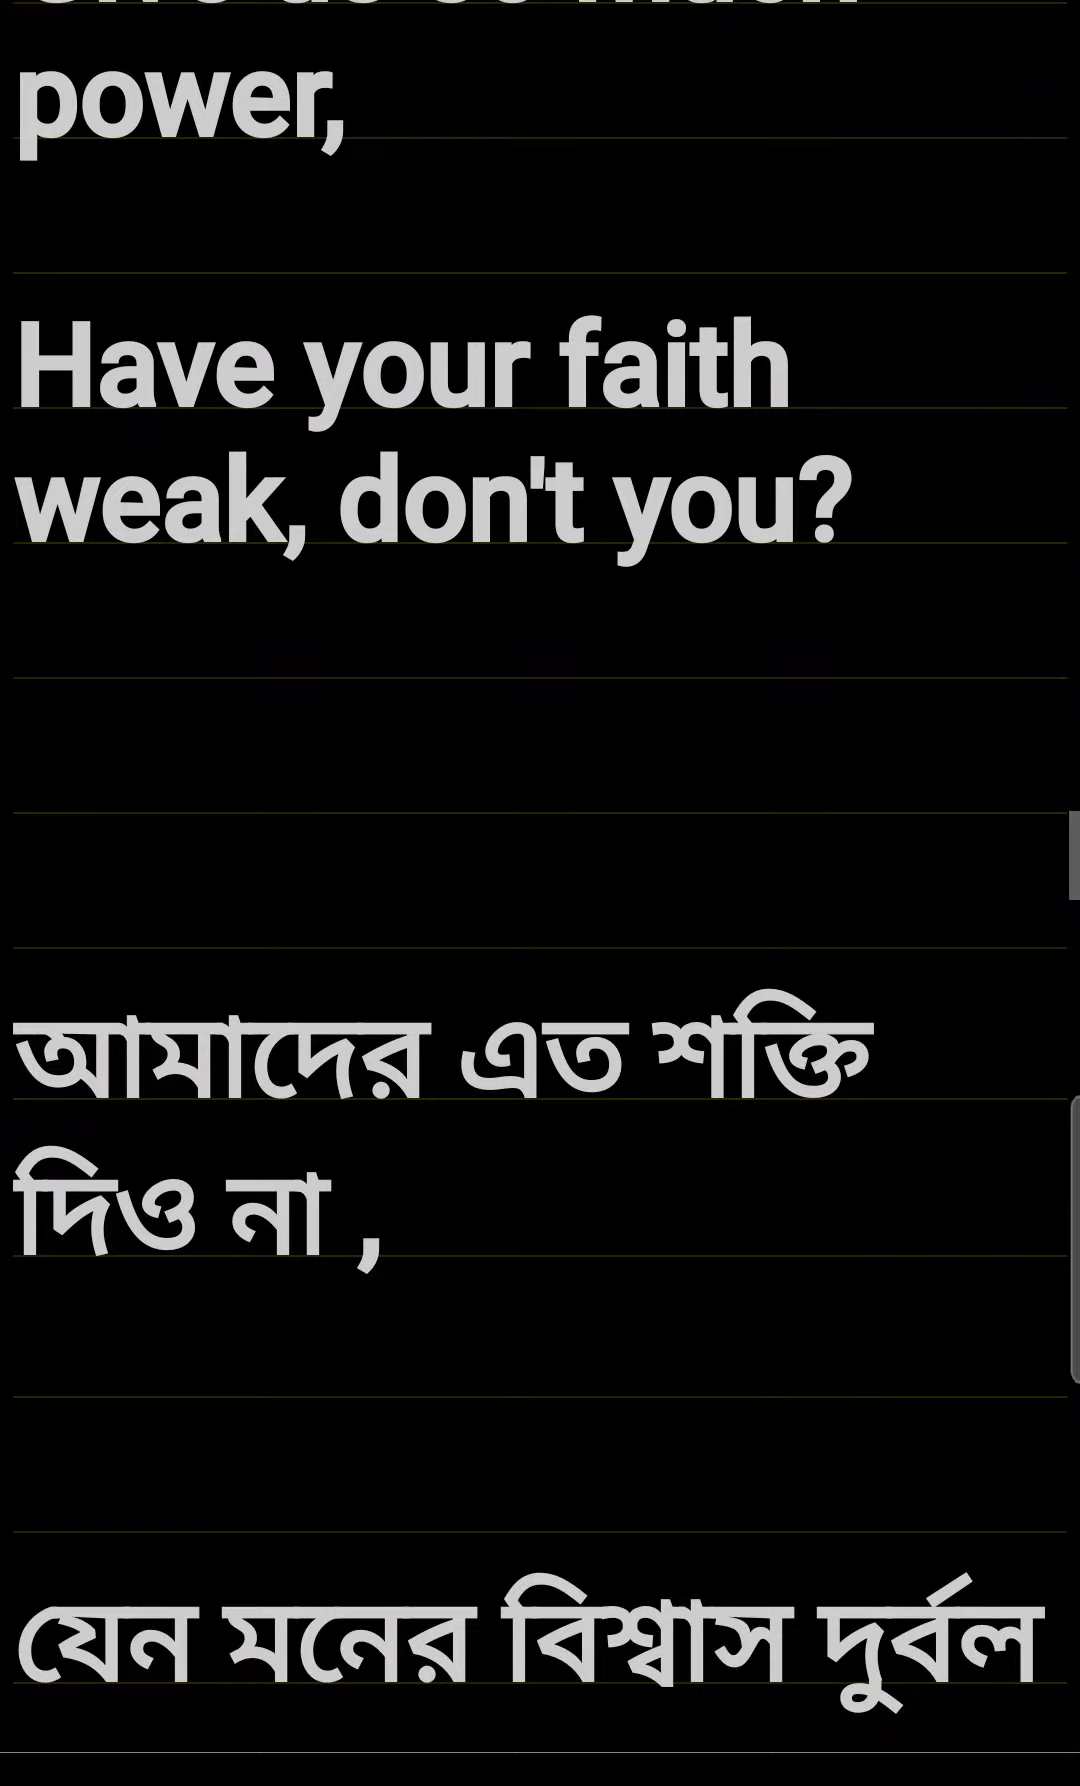 power,
Have your faith
weak, don't you?
আমাদের এত শক্তি
দিও না ,
যেন মনের বিশ্বাস দুর্বল